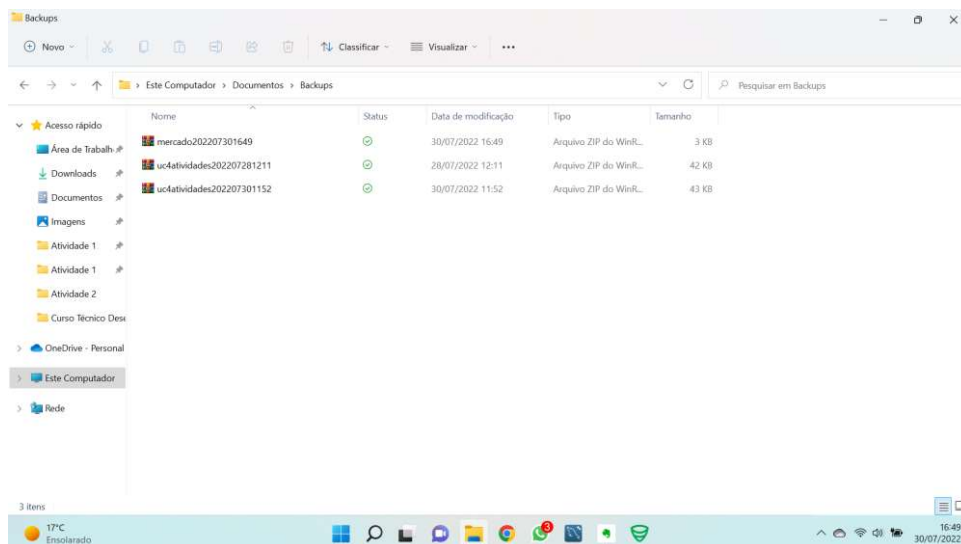 Backups
Novo
Classificar
Visualizar
Este Computador > Documentos > Backups
Pesquisar em Backups
Nome Status Data de modificação Tipo Tamanho
mercado202207301649 30/07/2022 16:49 Arquivo ZIP do WinR... 3 KB
uc4atividades202207281211 28/07/2022 12:11 Arquivo ZIP do WinR... 42 KB
uc4atividades202207301152 30/07/2022 11:52 Arquivo ZIP do WinR... 43 KB
Acesso rápido
Área de Trabalh
Downloads
Documentos
Imagens
Atividade 1
Atividade 1
Atividade 2
Curso Técnico Dese
OneDrive - Personal
Este Computador
Rede
3 itens
17°C
Ensolarado
3
16:49
30/07/2022